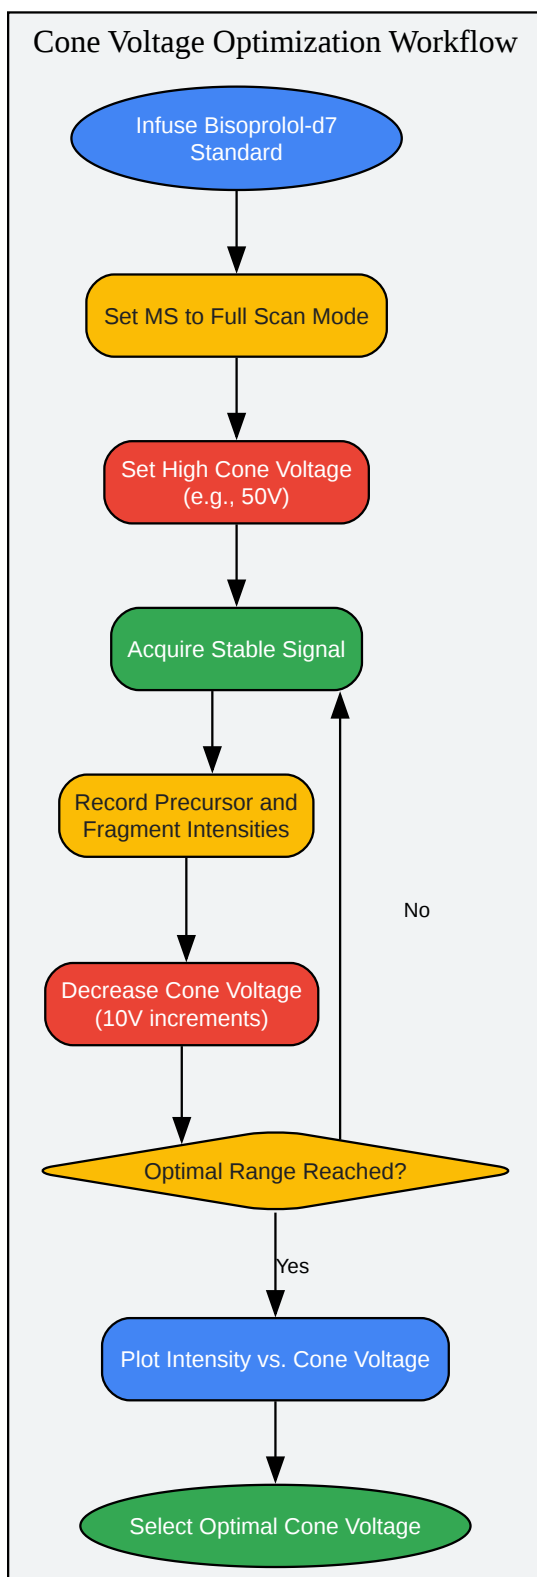 Cone Voltage Optimization Workflow
Infuse Bisoprolol-d7
Standard
Set MS to Full Scan Mode
Set High Cone Voltage
(e.g., 50V)
Acquire Stable Signal
Record Precursor and
Fragment Intensities
No
Decrease Cone Voltage
(10V increments)
Optimal Range Reached?
Yes
Plot Intensity vs. Cone Voltage
Select Optimal Cone Voltage